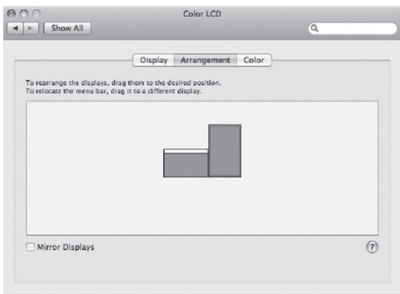 Color LCD
Show All
Display Arrangement Color
To rearrange the displays, drag them to the desired position.
To relocate the menu bar, drag it to a different display.
Mirror Displays
?